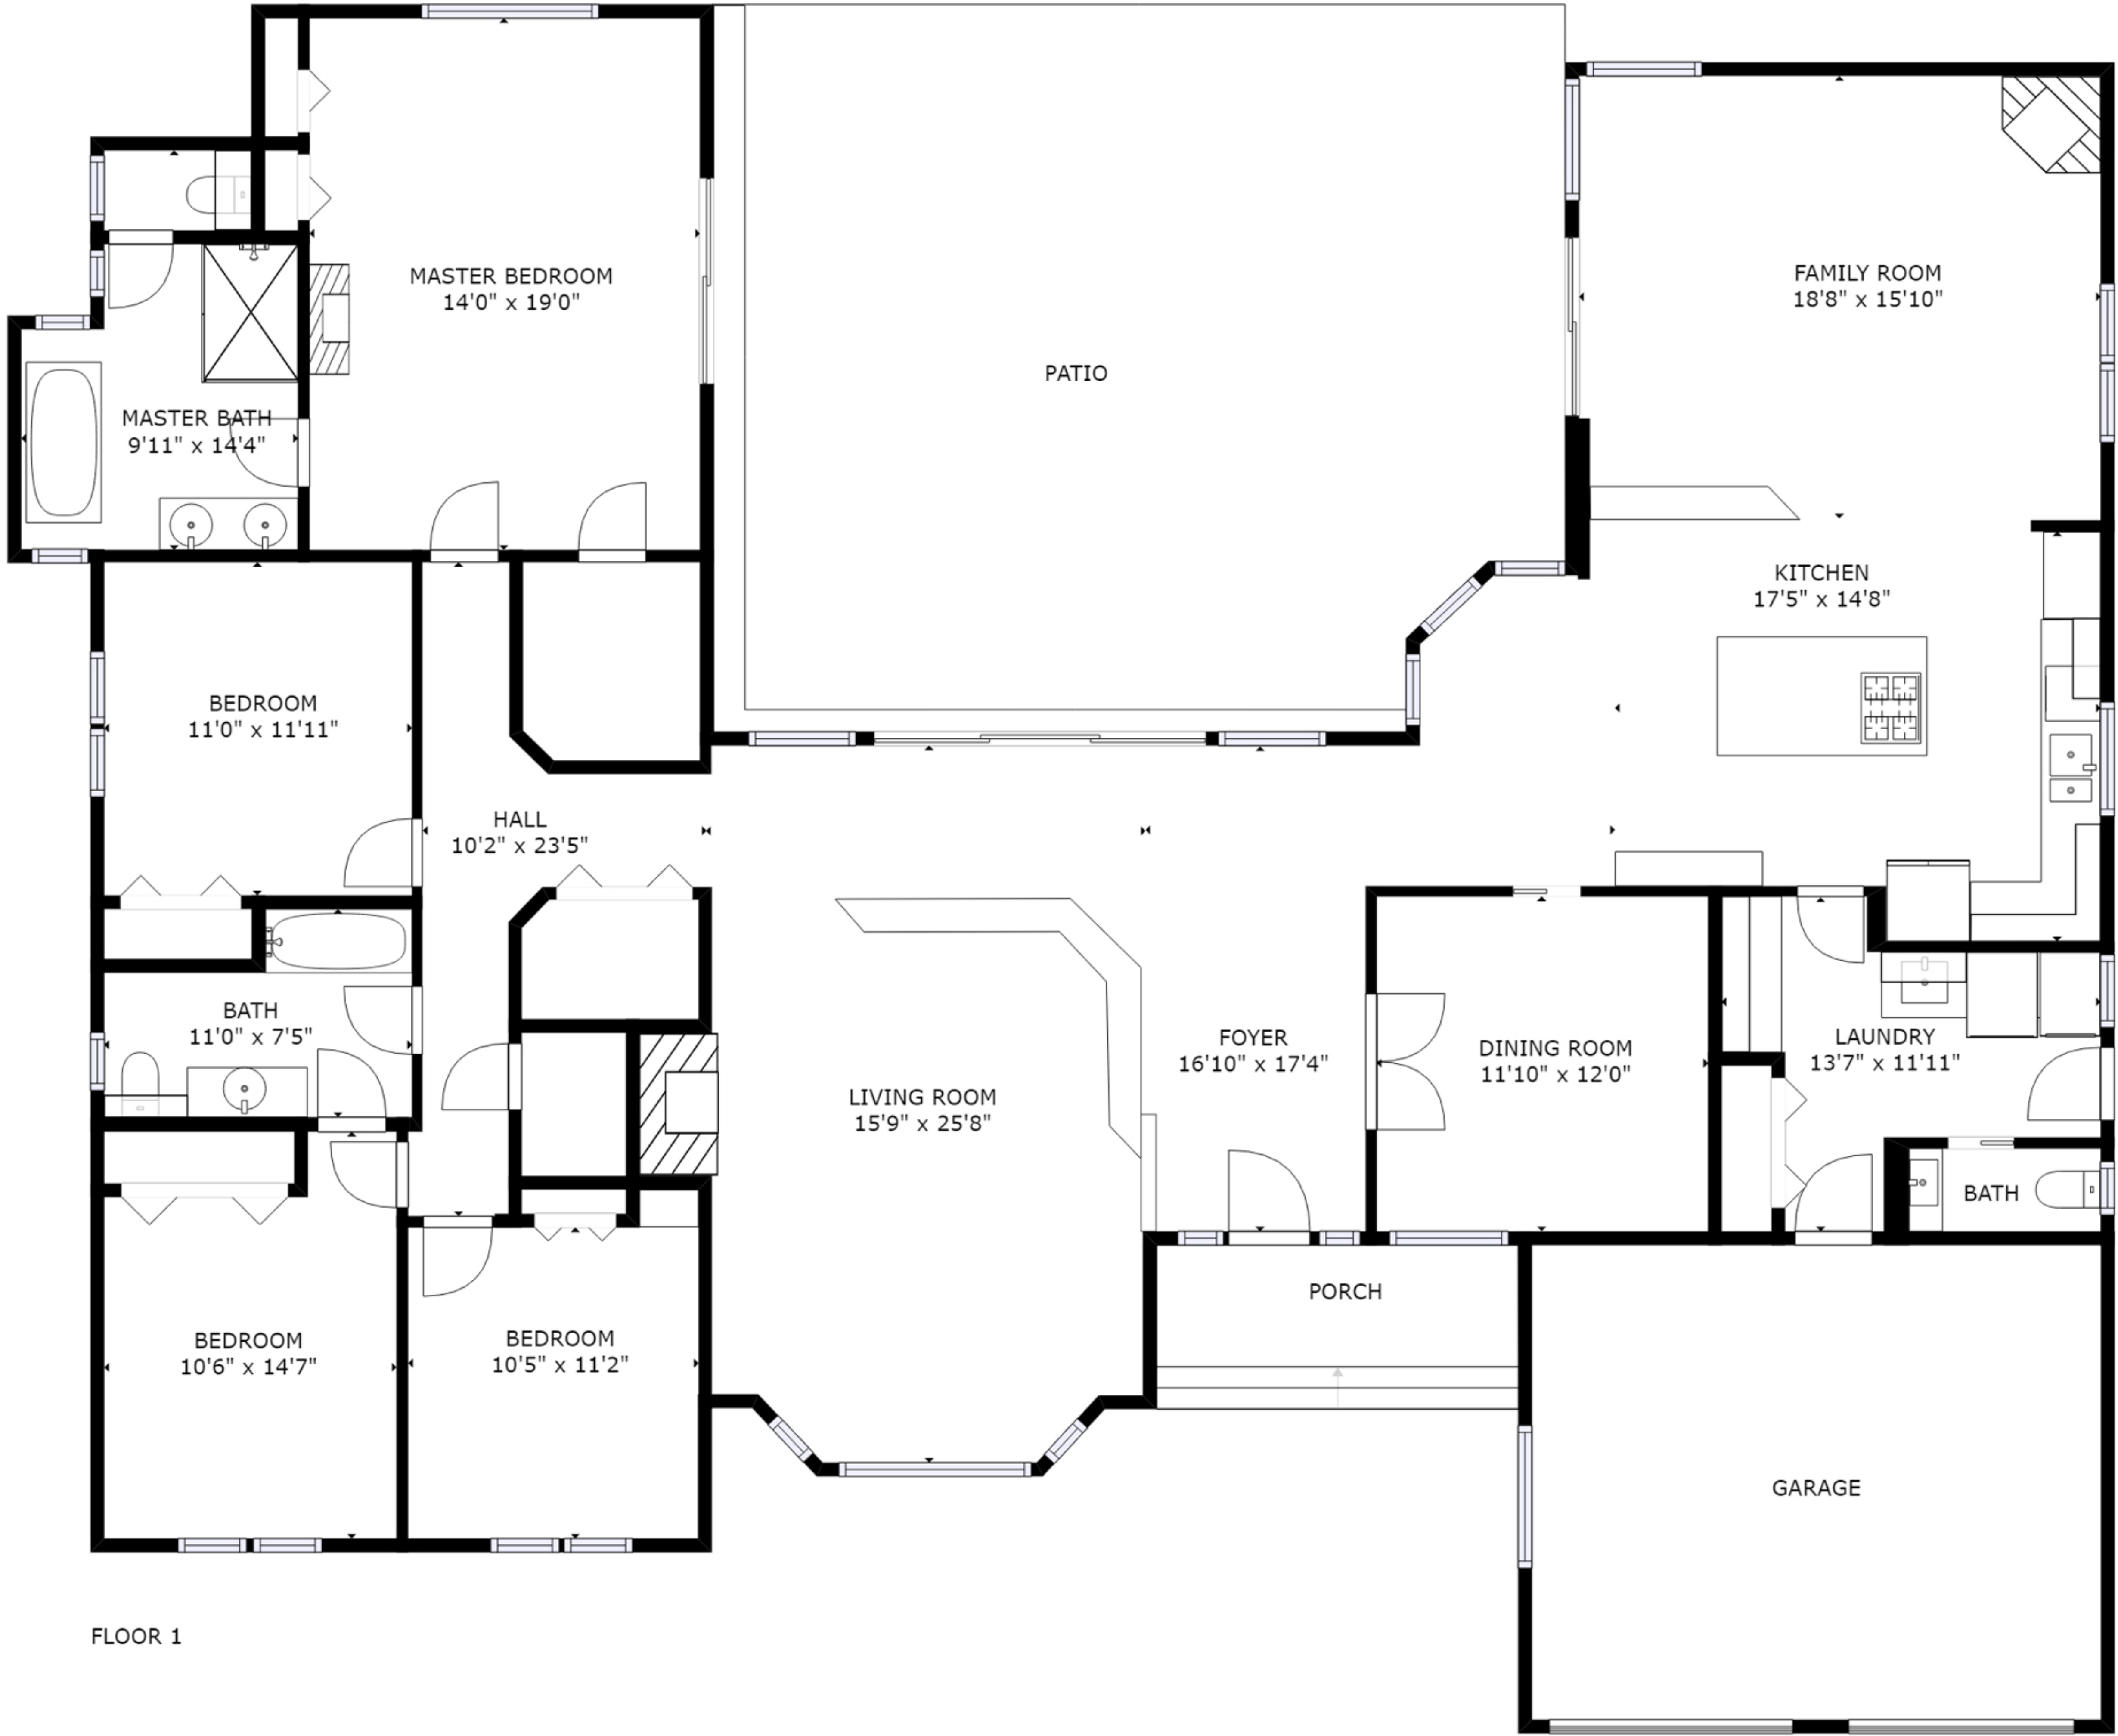 MASTER BEDROOM
14'0" x 19'0"
FAMILY ROOM
18'8" x 15'10"
PATIO
MASTER BATH
9'11" x 14'4"
KITCHEN
17'5" x 14'8"
BEDROOM
11'0" x 11'11"
HALL
10'2" x 23'5"
BATH
11'0" x 7'5"
LIVING ROOM
15'9" x 25'8"
FOYER
16'10" x 17'4"
DINING ROOM
11'10" x 12'0"
LAUNDRY
13'7" x 11'11"
BATH
PORCH
BEDROOM
10'6" x 14'7"
BEDROOM
10'5" x 11'2"
GARAGE
FLOOR 1